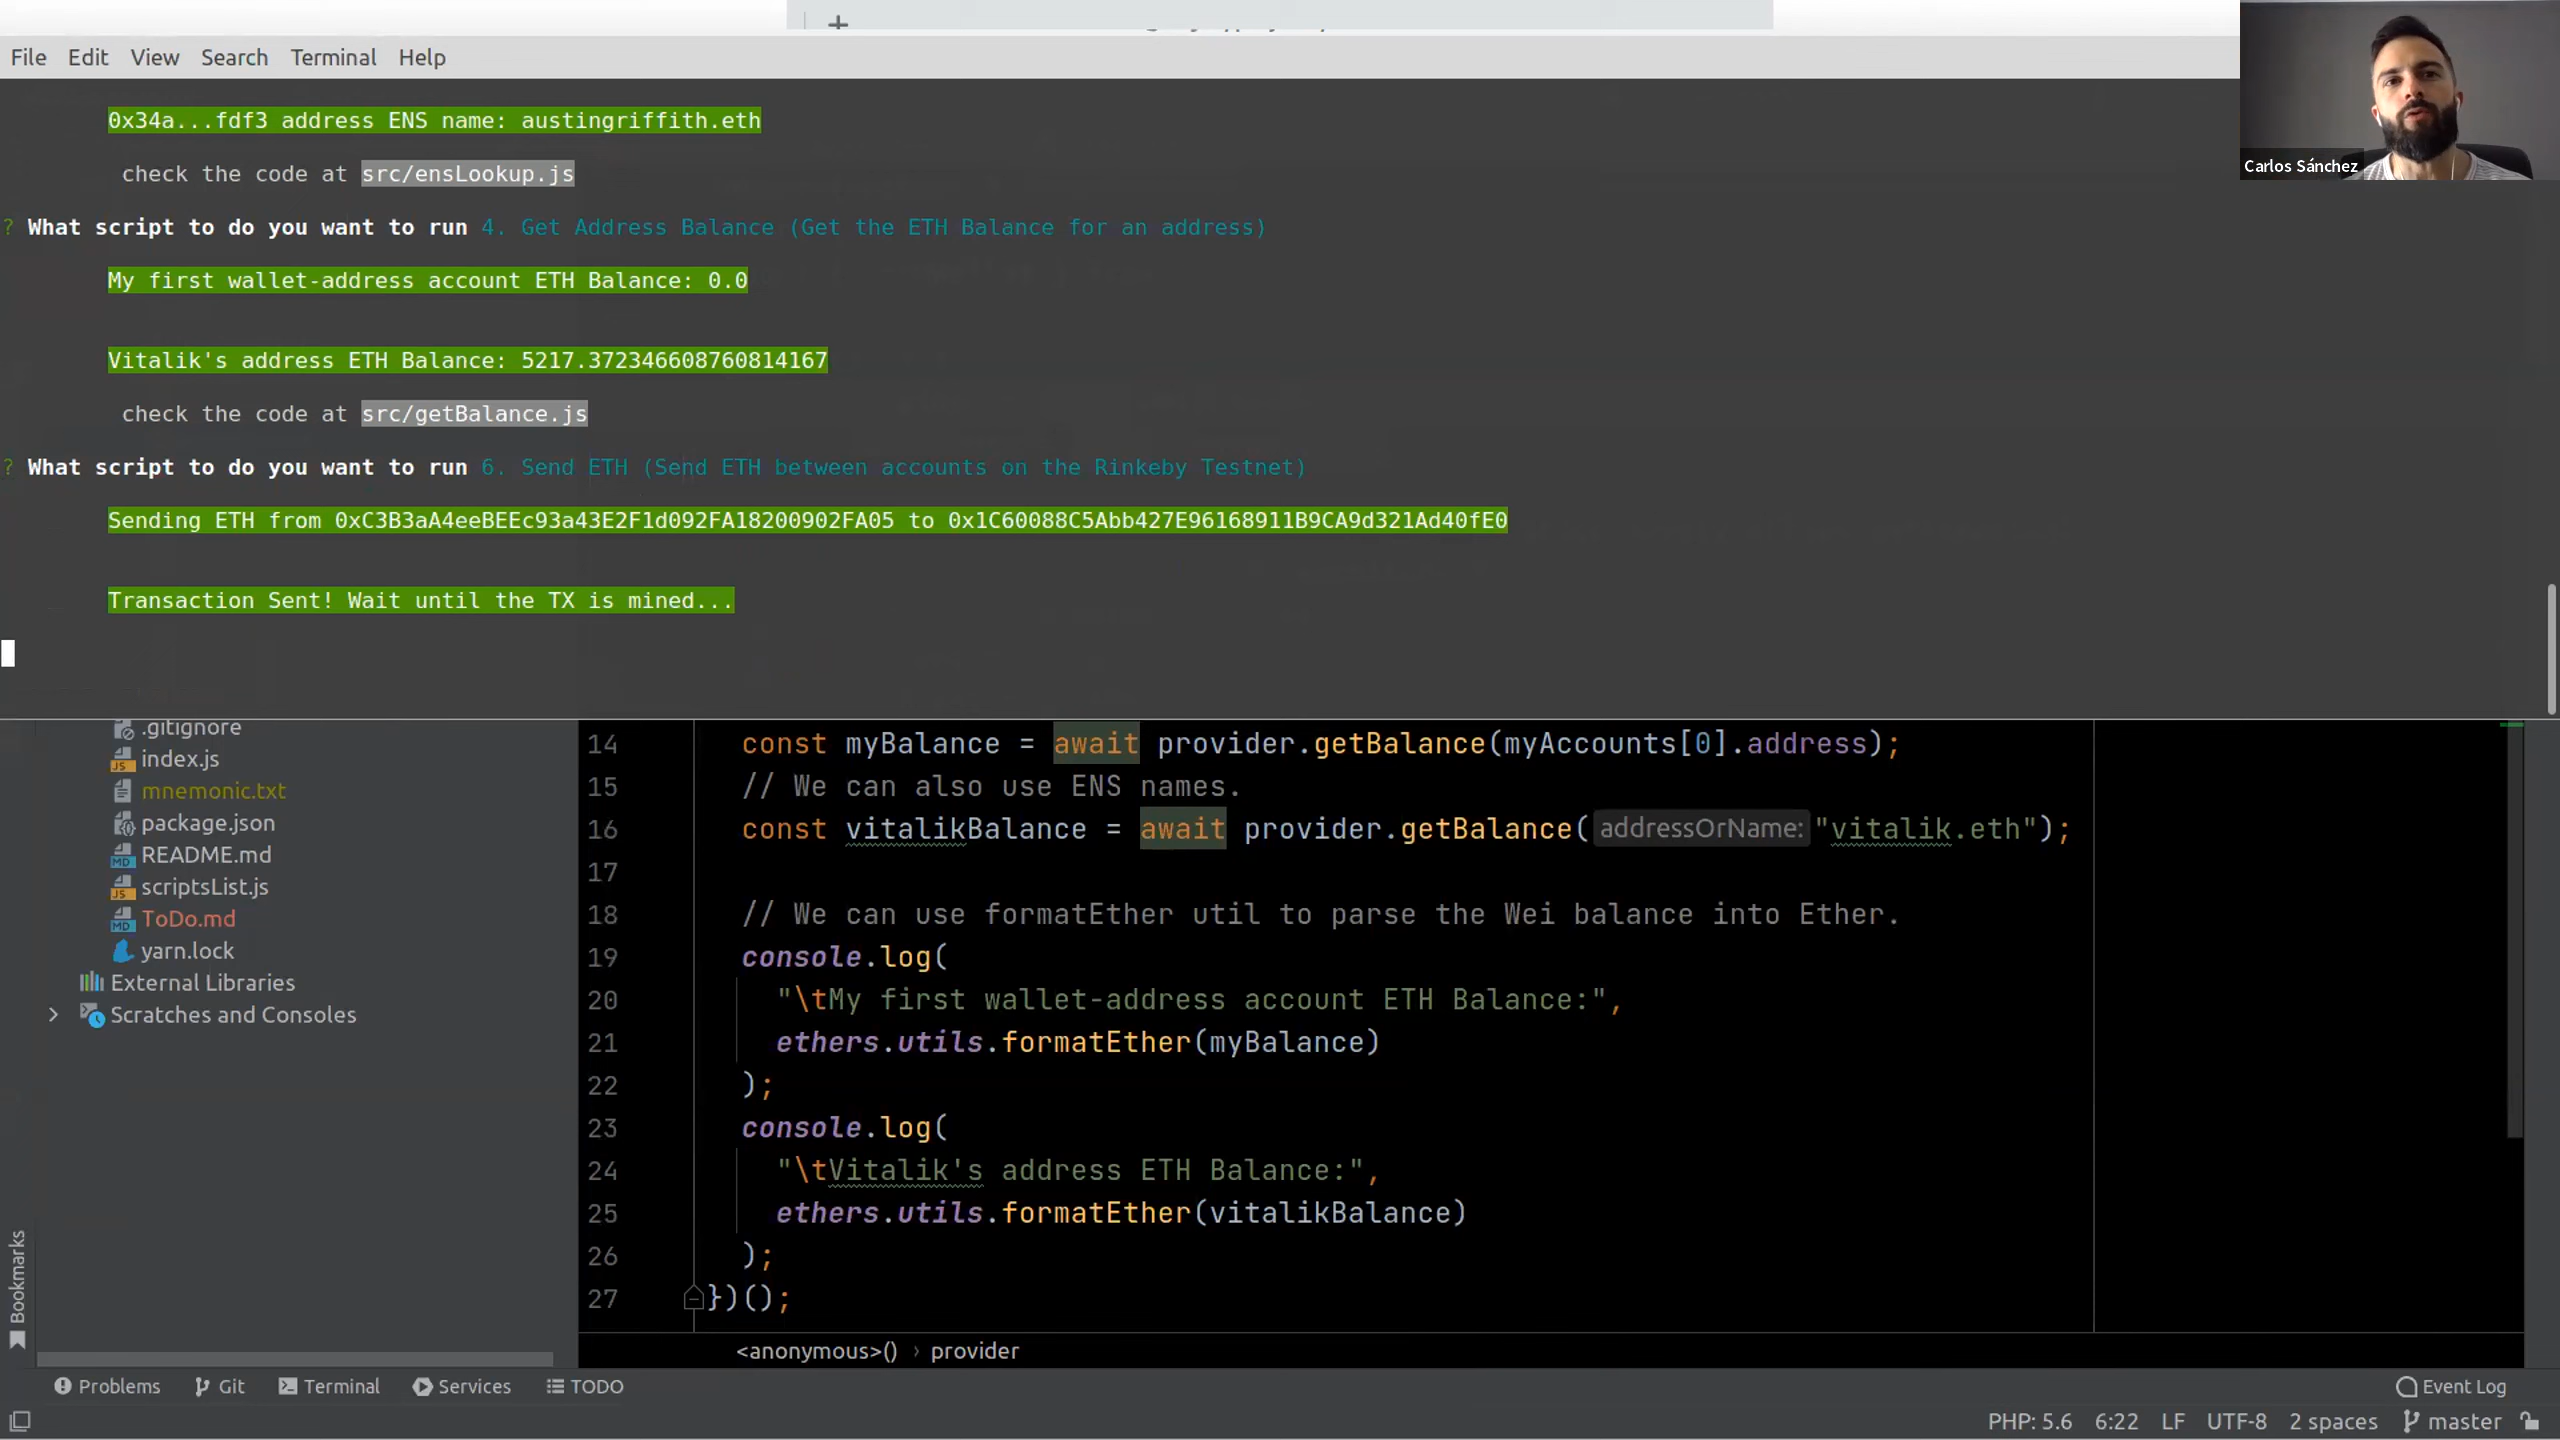 File Edit View Search Terminal Help
Carlos Sánchez
0x34a...fdf3 address ENS name: austingriffith.eth
check the code at src/ensLookup.js
? What script to do you want to run 4. Get Address Balance (Get the ETH Balance for an address)
My first wallet-address account ETH Balance: 0.0
Vitalik's address ETH Balance: 5217.372346608760814167
check the code at src/getBalance.js
? What script to do you want to run 6. Send ETH (Send ETH between accounts on the Rinkeby Testnet)
Sending ETH from 0xC3B3aA4eeBEEc93a43E2F1d092FA18200902FA05 to 0x1C60088C5Abb427E96168911B9CA9d321Ad40fE0
Transaction Sent! Wait until the TX is mined...
.gitignore
index.js
mnemonic.txt
package.json
README.md
scriptsList.js
ToDo.md
yarn.lock
External Libraries
Scratches and Consoles
Bookmarks
14 const myBalance = await provider.getBalance(myAccounts[0].address);
15 // We can also use ENS names.
16 const vitalikBalance = await provider.getBalance( addressOrName: "vitalik.eth");
17
18 // We can use formatEther util to parse the Wei balance into Ether.
19 console.log(
20 "\tMy first wallet-address account ETH Balance:",
21 ethers.utils.formatEther(myBalance)
22 );
23 console.log(
24 "\tVitalik's address ETH Balance:",
25 ethers.utils.formatEther(vitalikBalance)
26 );
27 })();
<anonymous>() › provider
Problems Git Terminal Services TODO Event Log
PHP: 5.6 6:22 LF UTF-8 2 spaces master